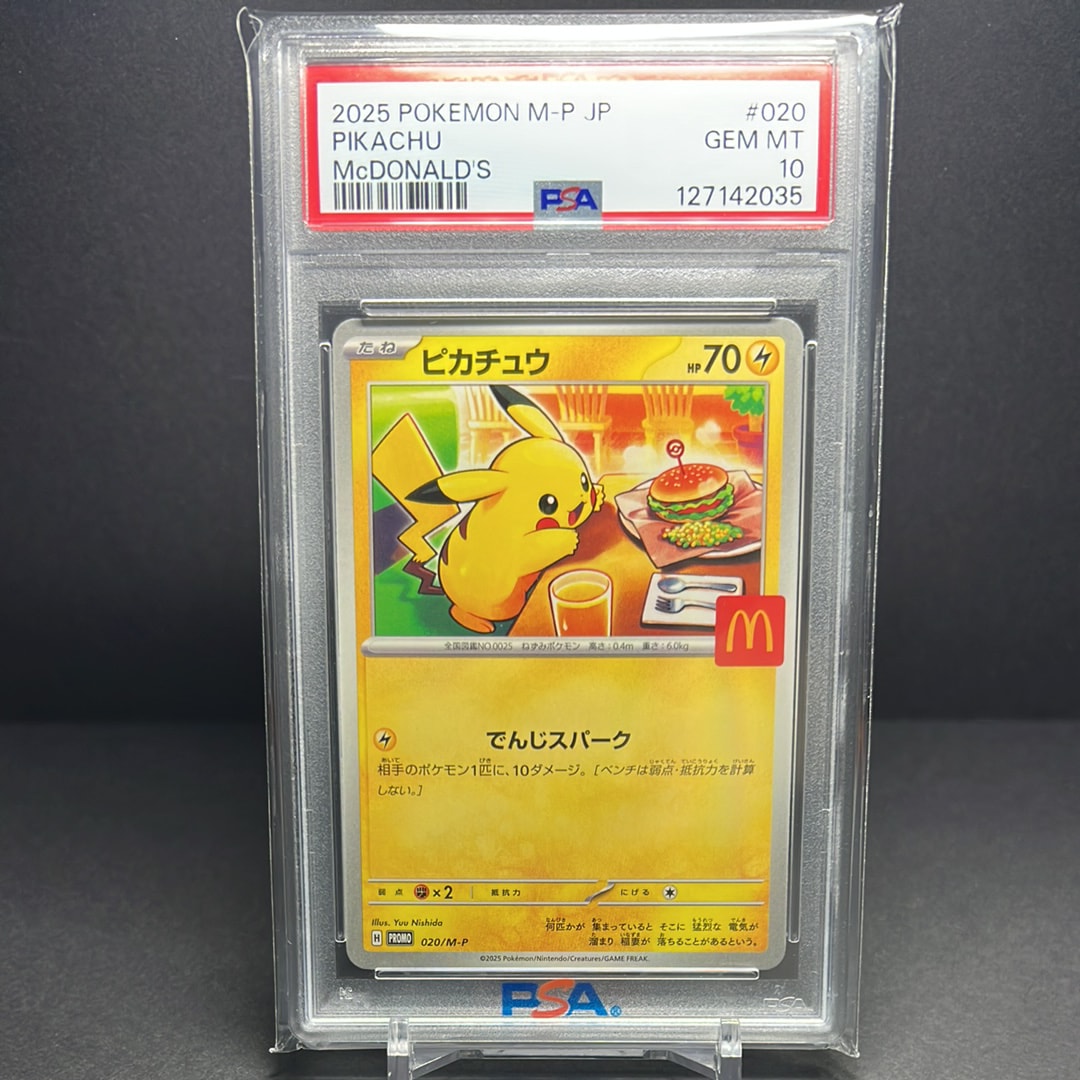 2025 POKEMON M-P JP #020
PIKACHU GEM MT
McDONALD'S 10
PSA 127142035
たね ピカチュウ HP70
全国図鑑NO.0025 ねずみポケモン 高さ:0.4m 重さ:6.0kg
でんじスパーク
相手のポケモン1匹に、10ダメージ。[ベンチは弱点・抵抗力を計算
しない。]
弱点 ×2 抵抗力 にげる
Illus. Yuu Nishida
何匹かが 集まっていると そこに 猛烈な 電気が
溜まり 稲妻が 落ちることがあるという。
H PROMO 020/M-P
©2025 Pokémon/Nintendo/Creatures/GAME FREAK.
PSA®
PSA